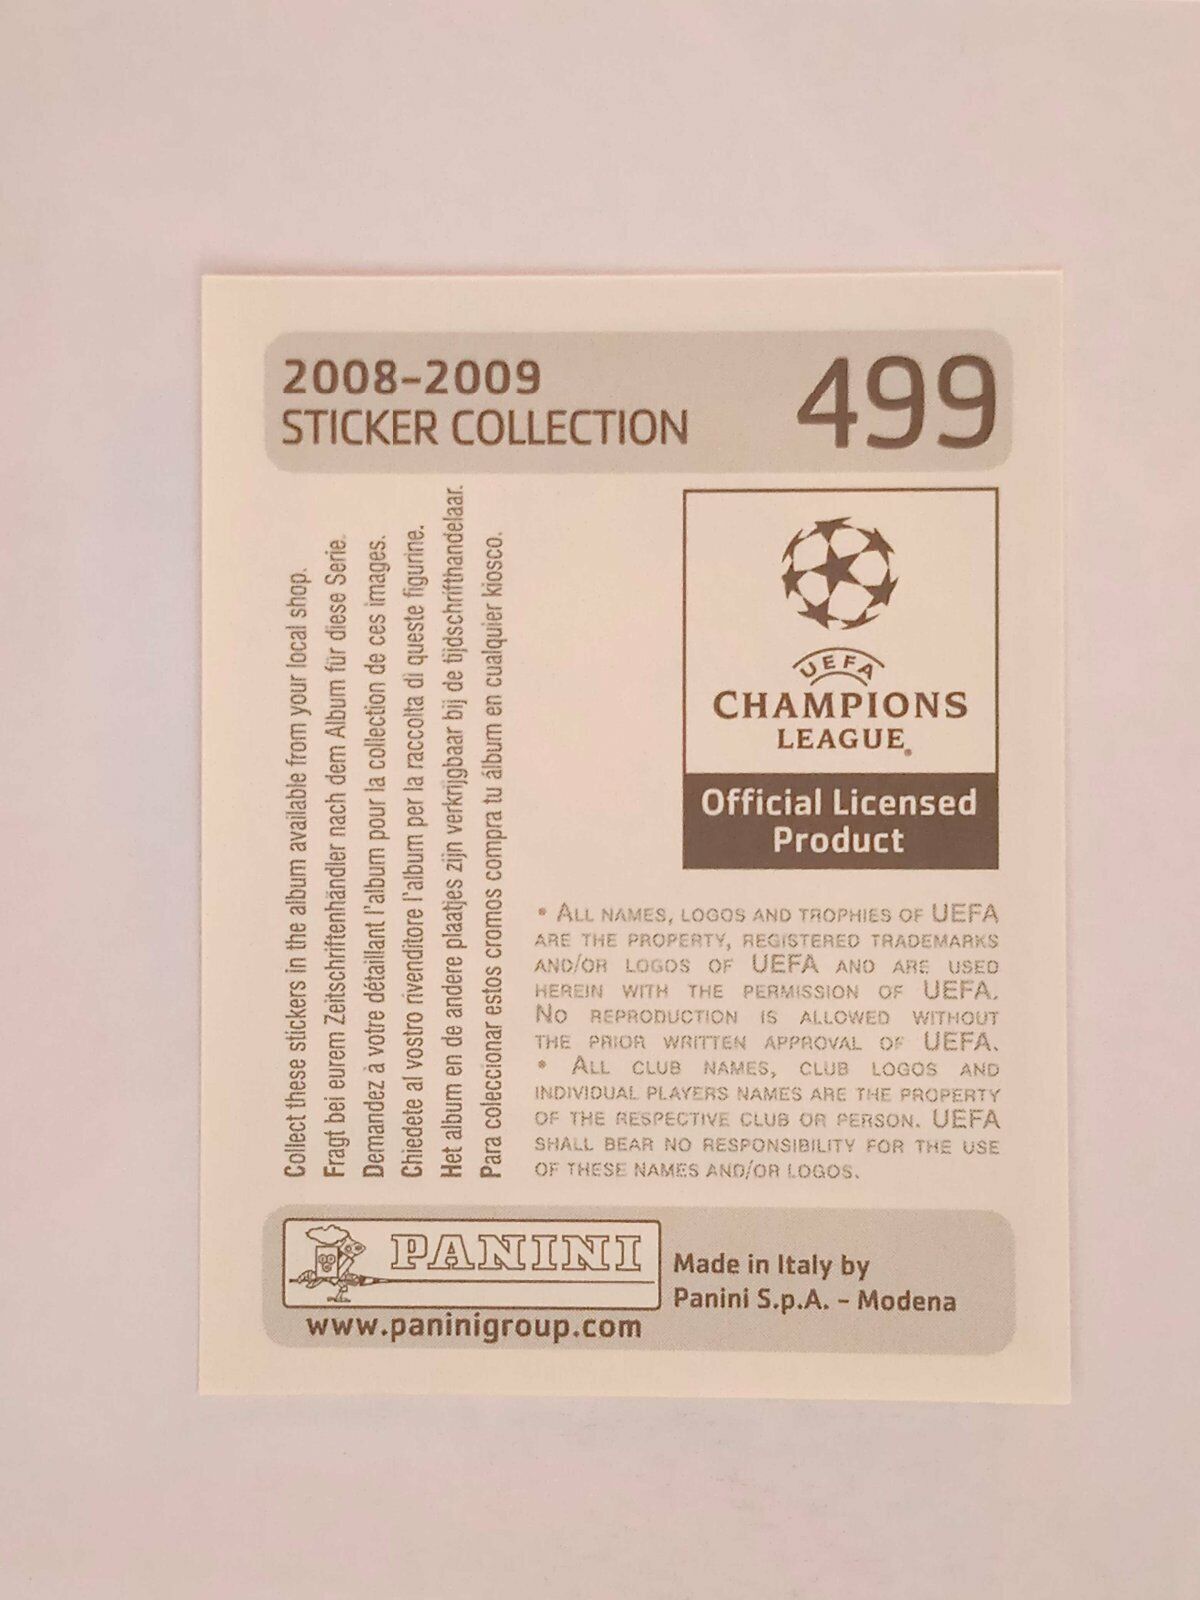 2008-2009
STICKER COLLECTION
499
Collect these stickers in the album available from your local shop.
Fragt bei eurem Zeitschriftenhändler nach dem Album für diese Serie.
Demandez à votre détaillant l'album pour la collection de ces images.
Chiedete al vostro rivenditore l'album per la raccolta di queste figurine.
Het album en de andere plaatjes zijn verkrijgbaar bij de tijdschrifthandelaar.
Para coleccionar estos cromos compra tu álbum en cualquier kiosco.
UEFA
CHAMPIONS
LEAGUE®
Official Licensed
Product
• ALL NAMES, LOGOS AND TROPHIES OF UEFA
ARE THE PROPERTY, REGISTERED TRADEMARKS
AND/OR LOGOS OF UEFA AND ARE USED
HEREIN WITH THE PERMISSION OF UEFA.
NO REPRODUCTION IS ALLOWED WITHOUT
THE PRIOR WRITTEN APPROVAL OF UEFA.
• ALL CLUB NAMES, CLUB LOGOS AND
INDIVIDUAL PLAYERS NAMES ARE THE PROPERTY
OF THE RESPECTIVE CLUB OR PERSON. UEFA
SHALL BEAR NO RESPONSIBILITY FOR THE USE
OF THESE NAMES AND/OR LOGOS.
PANINI
www.paninigroup.com
Made in Italy by
Panini S.p.A. - Modena